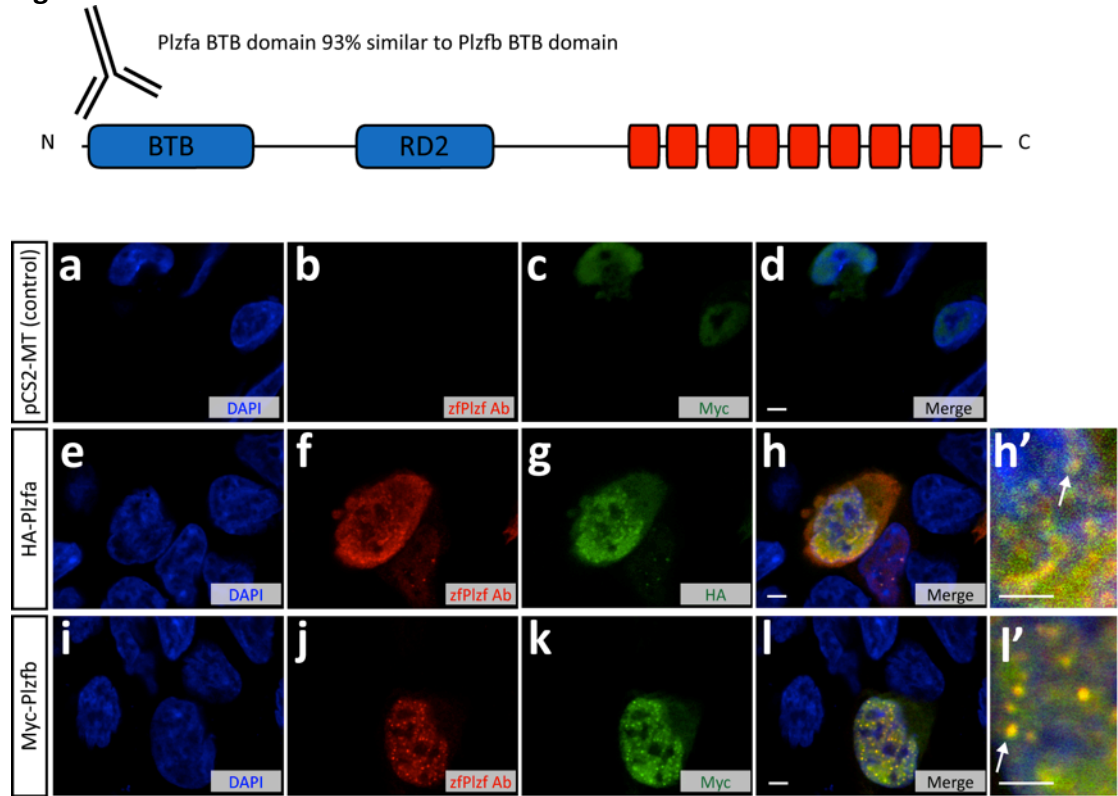 Plzfa BTB domain 93% similar to Plzfb BTB domain
N BTB RD2 C
pCS2-MT (control)
a b c d
DAPI zfPlzf Ab Myc Merge
HA-Plzfa
e f g h h’
DAPI zfPlzf Ab HA Merge
Myc-Plzfb
i j k l l’
DAPI zfPlzf Ab Myc Merge